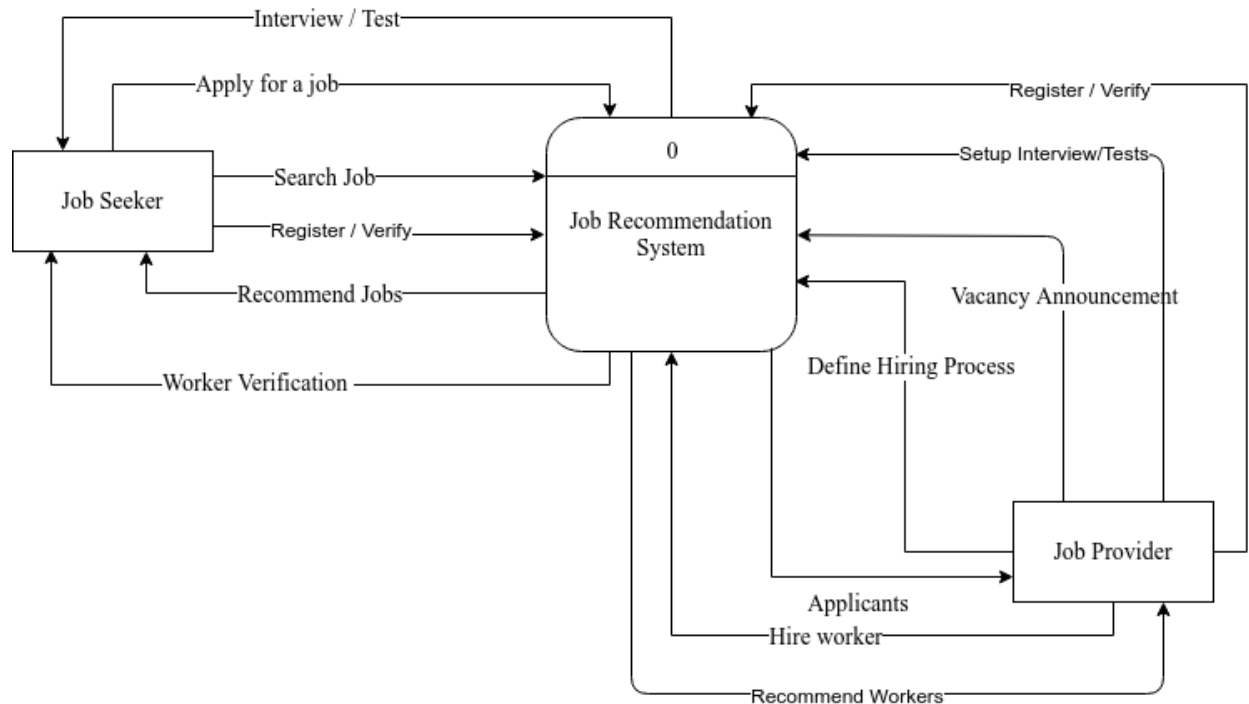 Interview / Test
Apply for a job
Register / Verify
0
Setup Interview/Tests
Search Job
Job Seeker
Job Recommendation
System
Register / Verify
Recommend Jobs
Vacancy Announcement
Define Hiring Process
Worker Verification
Job Provider
Applicants
Hire worker
Recommend Workers